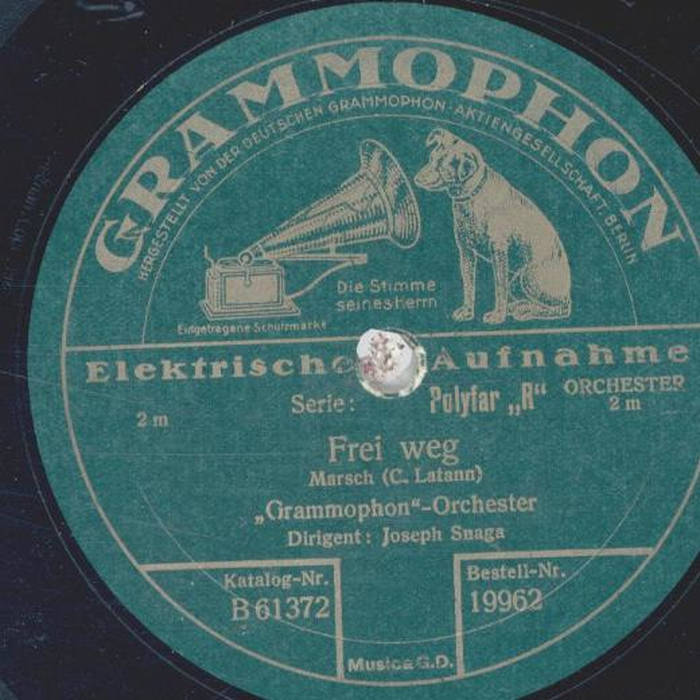 GRAMMOPHON
HERGESTELLT VON DER DEUTSCHEN GRAMMOPHON-AKTIENGESELLSCHAFT, BERLIN
Die Stimme
seines Herrn
Eingetragene Schutzmarke
Elektrische Aufnahme
Serie: Polyfar „R“ ORCHESTER
2 m 2 m
Frei weg
Marsch (C. Latann)
„Grammophon“-Orchester
Dirigent: Joseph Snaga
Katalog-Nr. Bestell-Nr.
B 61372 19962
Musica G.D.